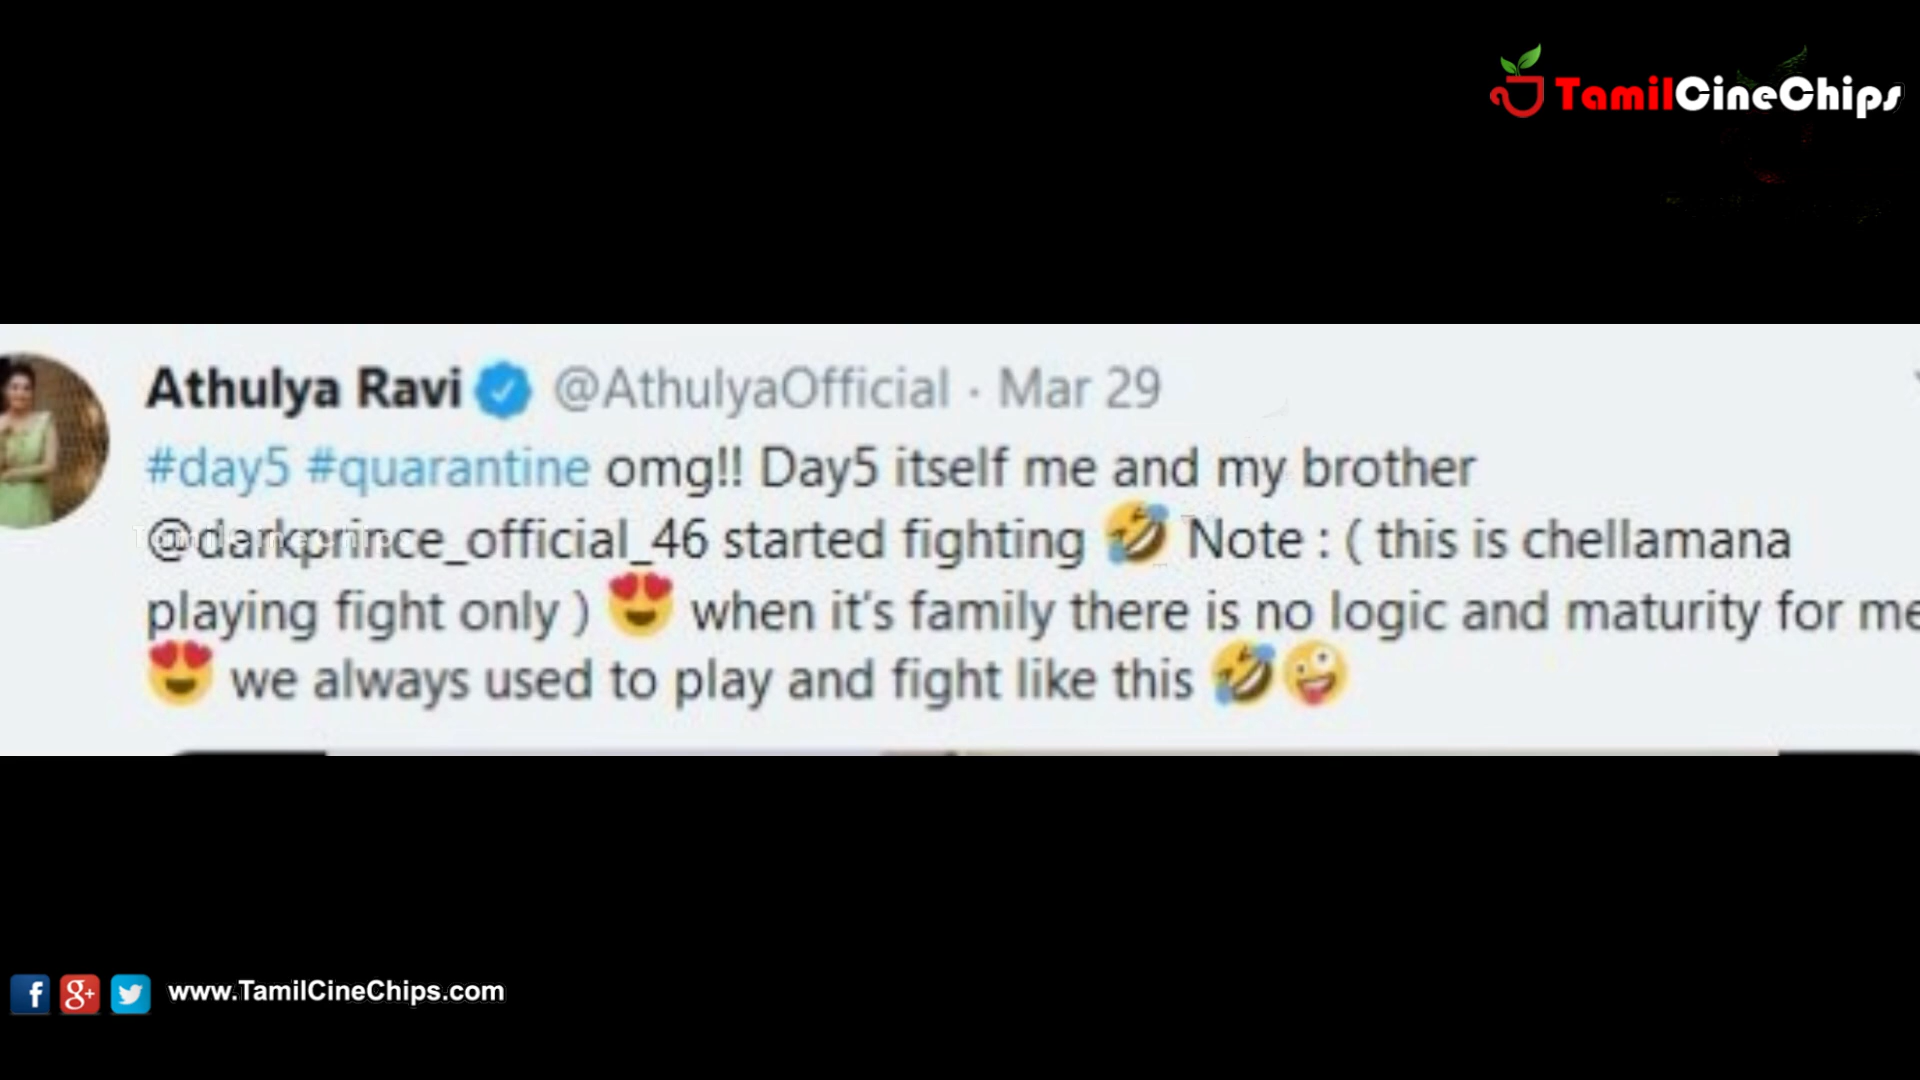 TamilCineChips
Athulya Ravi @AthulyaOfficial · Mar 29
#day5 #quarantine omg!! Day5 itself me and my brother
@darkprince_official_46 started fighting 🤣 Note : ( this is chellamana
playing fight only ) 😍 when it's family there is no logic and maturity for me
😍 we always used to play and fight like this 🤣🤪
TamilCineChips
www.TamilCineChips.com